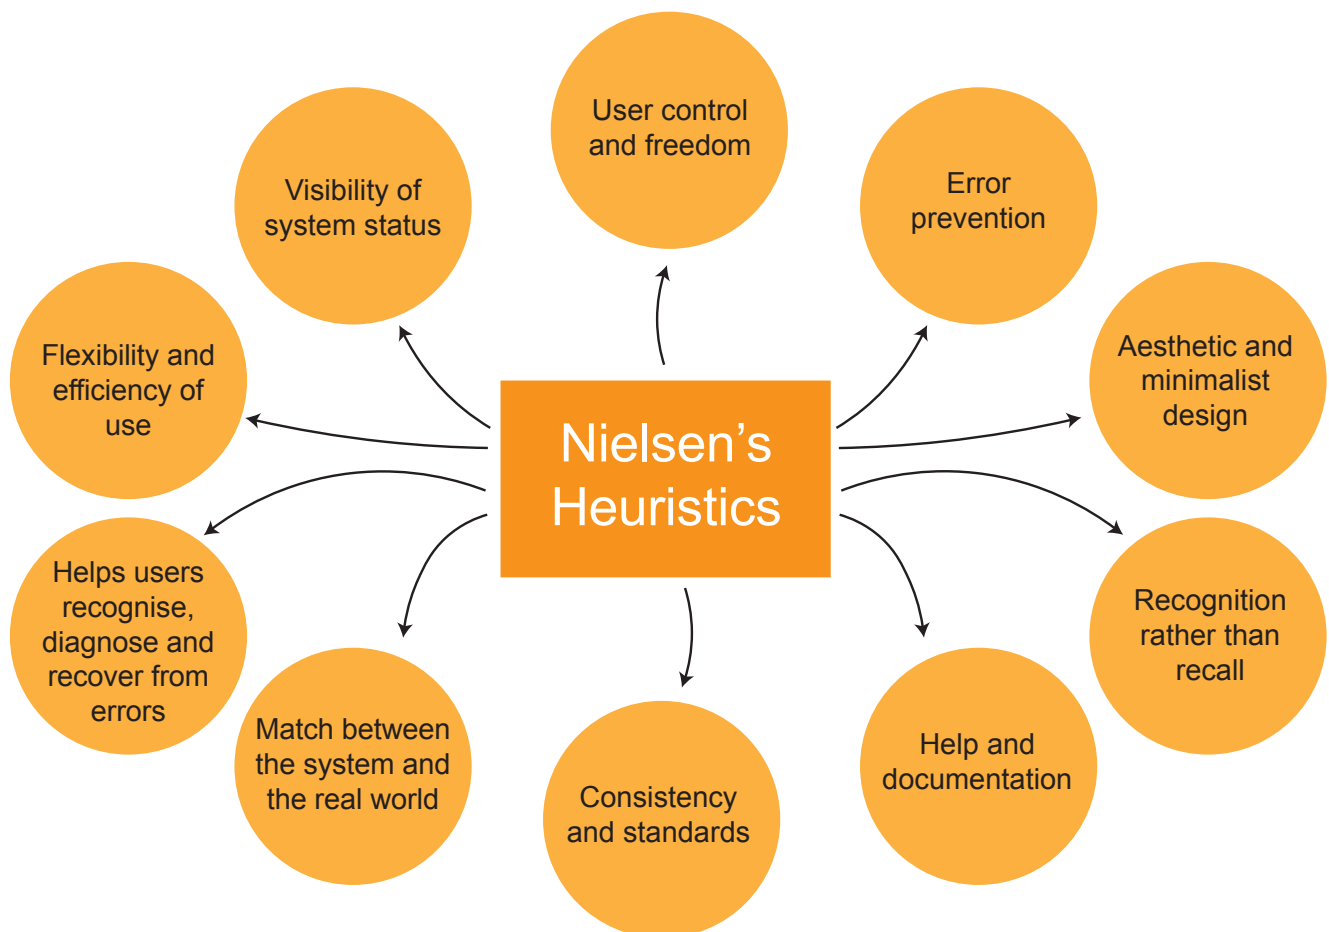 User control
and freedom
Visibility of
system status
Error
prevention
Flexibility and
efficiency of
use
Aesthetic and
minimalist
design
Nielsen’s
Heuristics
Helps users
recognise,
diagnose and
recover from
errors
Recognition
rather than
recall
Match between
the system and
the real world
Help and
documentation
Consistency
and standards